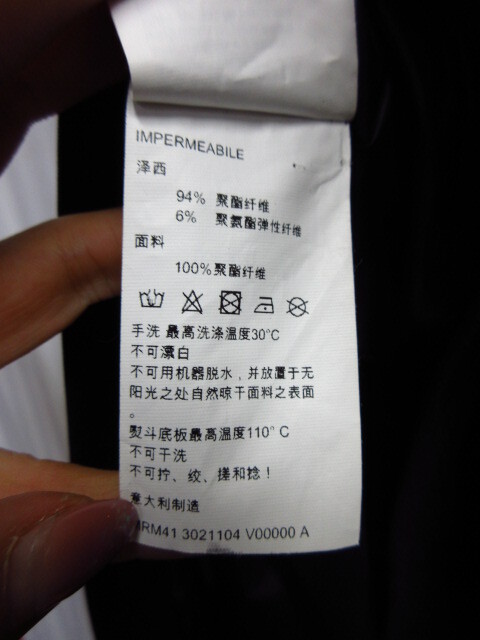 IMPERMEABILE
泽西
94% 聚酯纤维
6% 聚氨酯弹性纤维
面料
100%聚酯纤维
手洗 最高洗涤温度30°C
不可漂白
不可用机器脱水，并放置于无
阳光之处自然晾干面料之表面
。
熨斗底板最高温度110°C
不可干洗
不可拧、绞、搓和捻！
意大利制造
MRM41 3021104 V00000 A